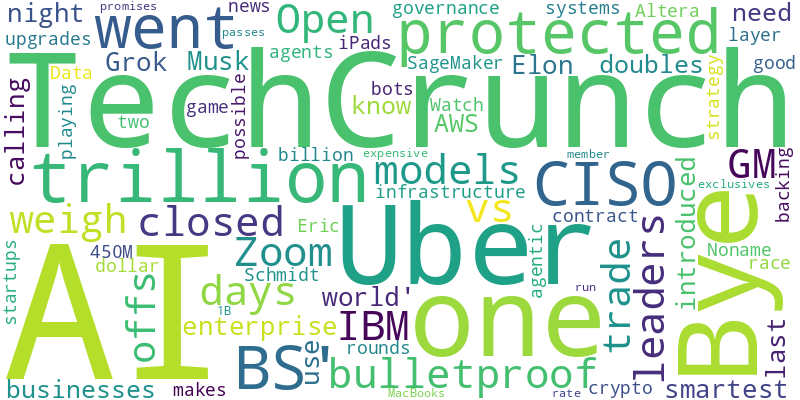 night
promises
news
Open
governance
systems
Altera
need
upgrades
went
passes
agents
iPads
protected
layer
Data
Grok
Musk
SageMaker
Elon
doubles
good
TechCrunch
calling
playing
two
game
possible
bots
know
Watch
AWS
strategy
trillion
billion
expensive
models
infrastructure
member
CISO
GM
exclusives
backing
weigh
closed
Eric
Uber
vs
contract
agentic
trade
leaders
introduced
Bye
Noname
race
startups
AI
450M
dollar
offs
Zoom
Schmidt
days
1B
world'
one
enterprise
IBM
run
last
BS'
use
rounds
bulletproof
businesses
makes
MacBooks
rate
crypto
smartest